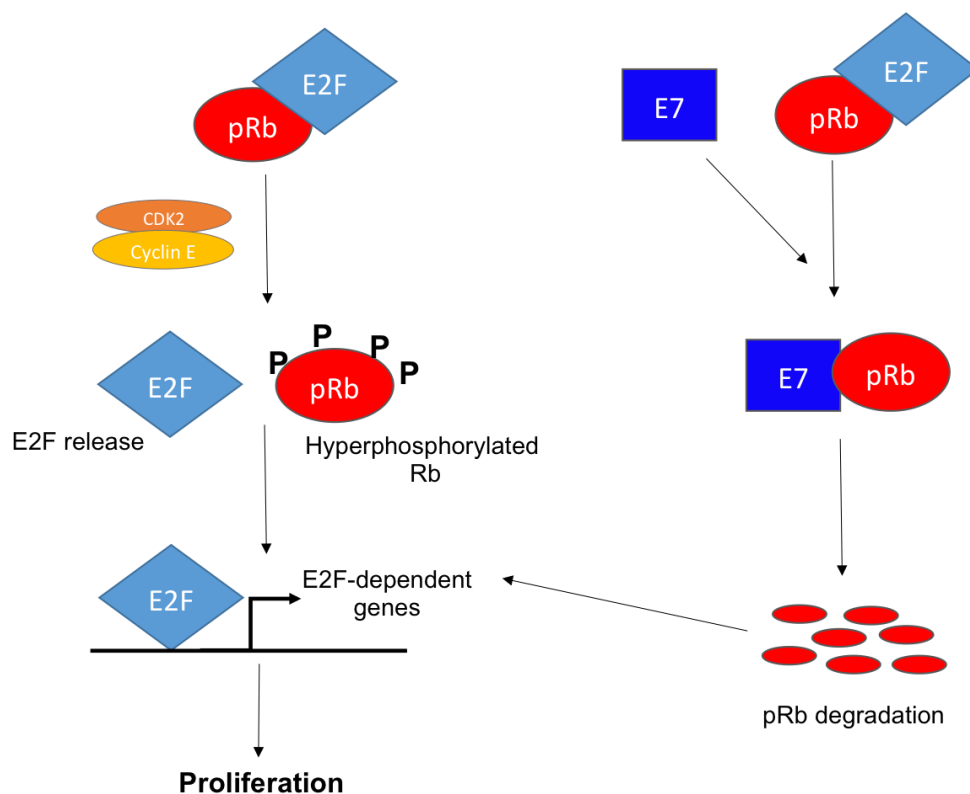 E2F
pRb
CDK2
Cyclin E
E2F
P
P
P
P
pRb
E2F release
Hyperphosphorylated
Rb
E2F
E2F-dependent
genes
Proliferation
E7
E2F
pRb
E7
pRb
pRb degradation